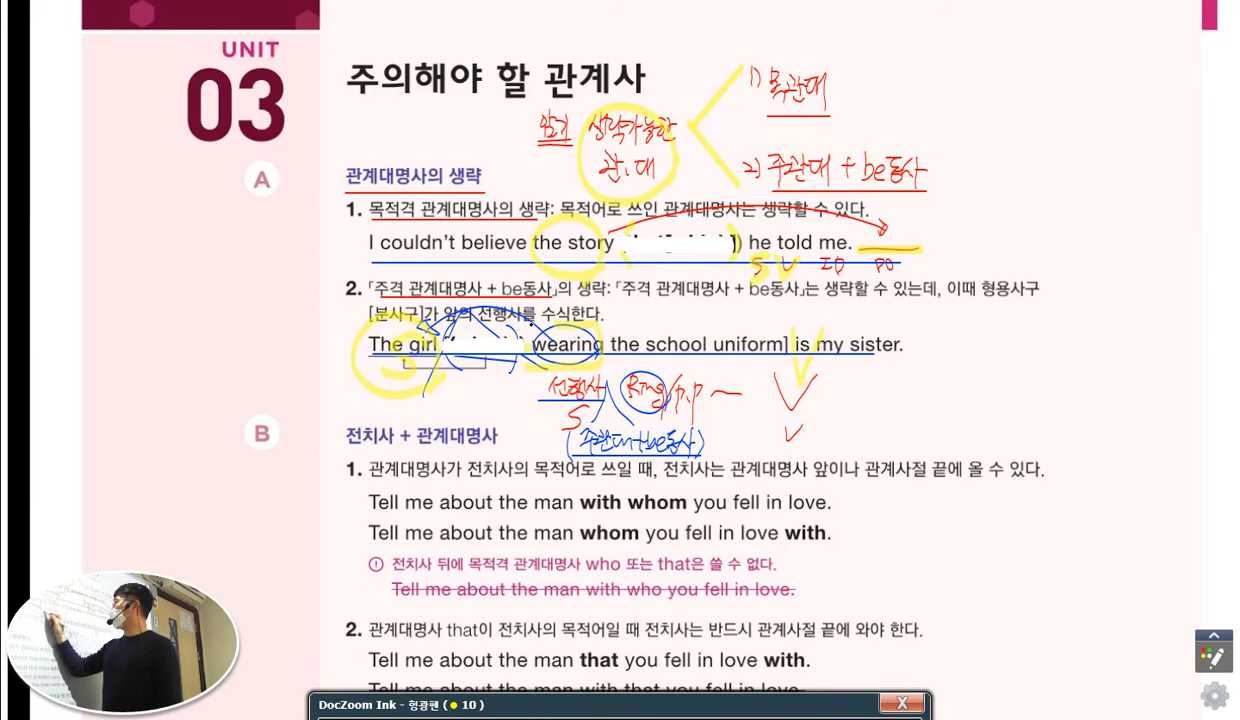 UNIT
03
주의해야 할 관계사
암기 생략가능한
관.대
1) 목관대
2) 주관대 + be동사
A
관계대명사의 생략
1. 목적격 관계대명사의 생략: 목적어로 쓰인 관계대명사는 생략할 수 있다.
I couldn't believe the story ( ) he told me.
S V IO DO
2. 「주격 관계대명사 + be동사」의 생략: 「주격 관계대명사 + be동사」는 생략할 수 있는데, 이때 형용사구
[분사구]가 앞의 선행사를 수식한다.
The girl wearing the school uniform] is my sister.
S V
선행사 R-ing / p.p ~ V
S V
(주관대+be동사)
B
전치사 + 관계대명사
1. 관계대명사가 전치사의 목적어로 쓰일 때, 전치사는 관계대명사 앞이나 관계사절 끝에 올 수 있다.
Tell me about the man with whom you fell in love.
Tell me about the man whom you fell in love with.
전치사 뒤에 목적격 관계대명사 who 또는 that은 쓸 수 없다.
Tell me about the man with who you fell in love.
2. 관계대명사 that이 전치사의 목적어일 때 전치사는 반드시 관계사절 끝에 와야 한다.
Tell me about the man that you fell in love with.
Tell me about the man with that you fell in love.
DocZoom Ink - 형광펜 ( 10 )